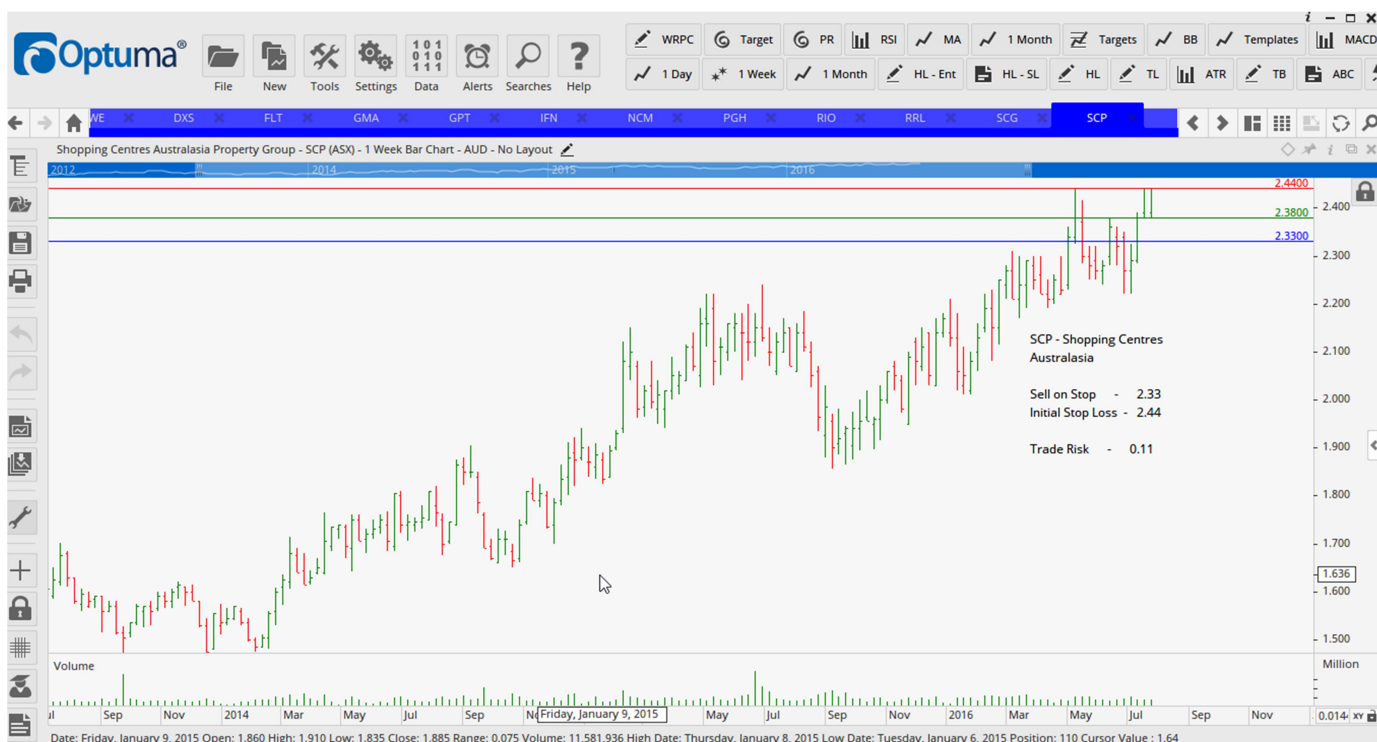 Optuma®
File
New
Tools
Settings
101
010
111
Data
Alerts
Searches
?
Help
WRPC
Target
PR
RSI
MA
1 Month
Targets
BB
Templates
MACD
1 Day
1 Week
1 Month
HL - Ent
HL - SL
HL
TL
ATR
TB
ABC
WE
DXS
FLT
GMA
GPT
IFN
NCM
PGH
RIO
RRL
SCG
SCP
Shopping Centres Australasia Property Group - SCP (ASX) - 1 Week Bar Chart - AUD - No Layout
2012
2014
2015
2016
2.4400
2.3800
2.3300
2.400
2.300
2.200
2.100
2.000
1.900
1.800
1.700
1.636
1.600
1.500
SCP - Shopping Centres
Australasia
Sell on Stop - 2.33
Initial Stop Loss - 2.44
Trade Risk - 0.11
Volume
Million
Sep
Nov
2014
Mar
May
Jul
Sep
Friday, January 9, 2015
May
Jul
Sep
Nov
2016
Mar
May
Jul
Sep
Nov
XY
Date: Friday, January 9, 2015 Open: 1.860 High: 1.910 Low: 1.835 Close: 1.885 Range: 0.075 Volume: 11,581,936 High Date: Thursday, January 8, 2015 Low Date: Tuesday, January 6, 2015 Position: 110 Cursor Value : 1.64